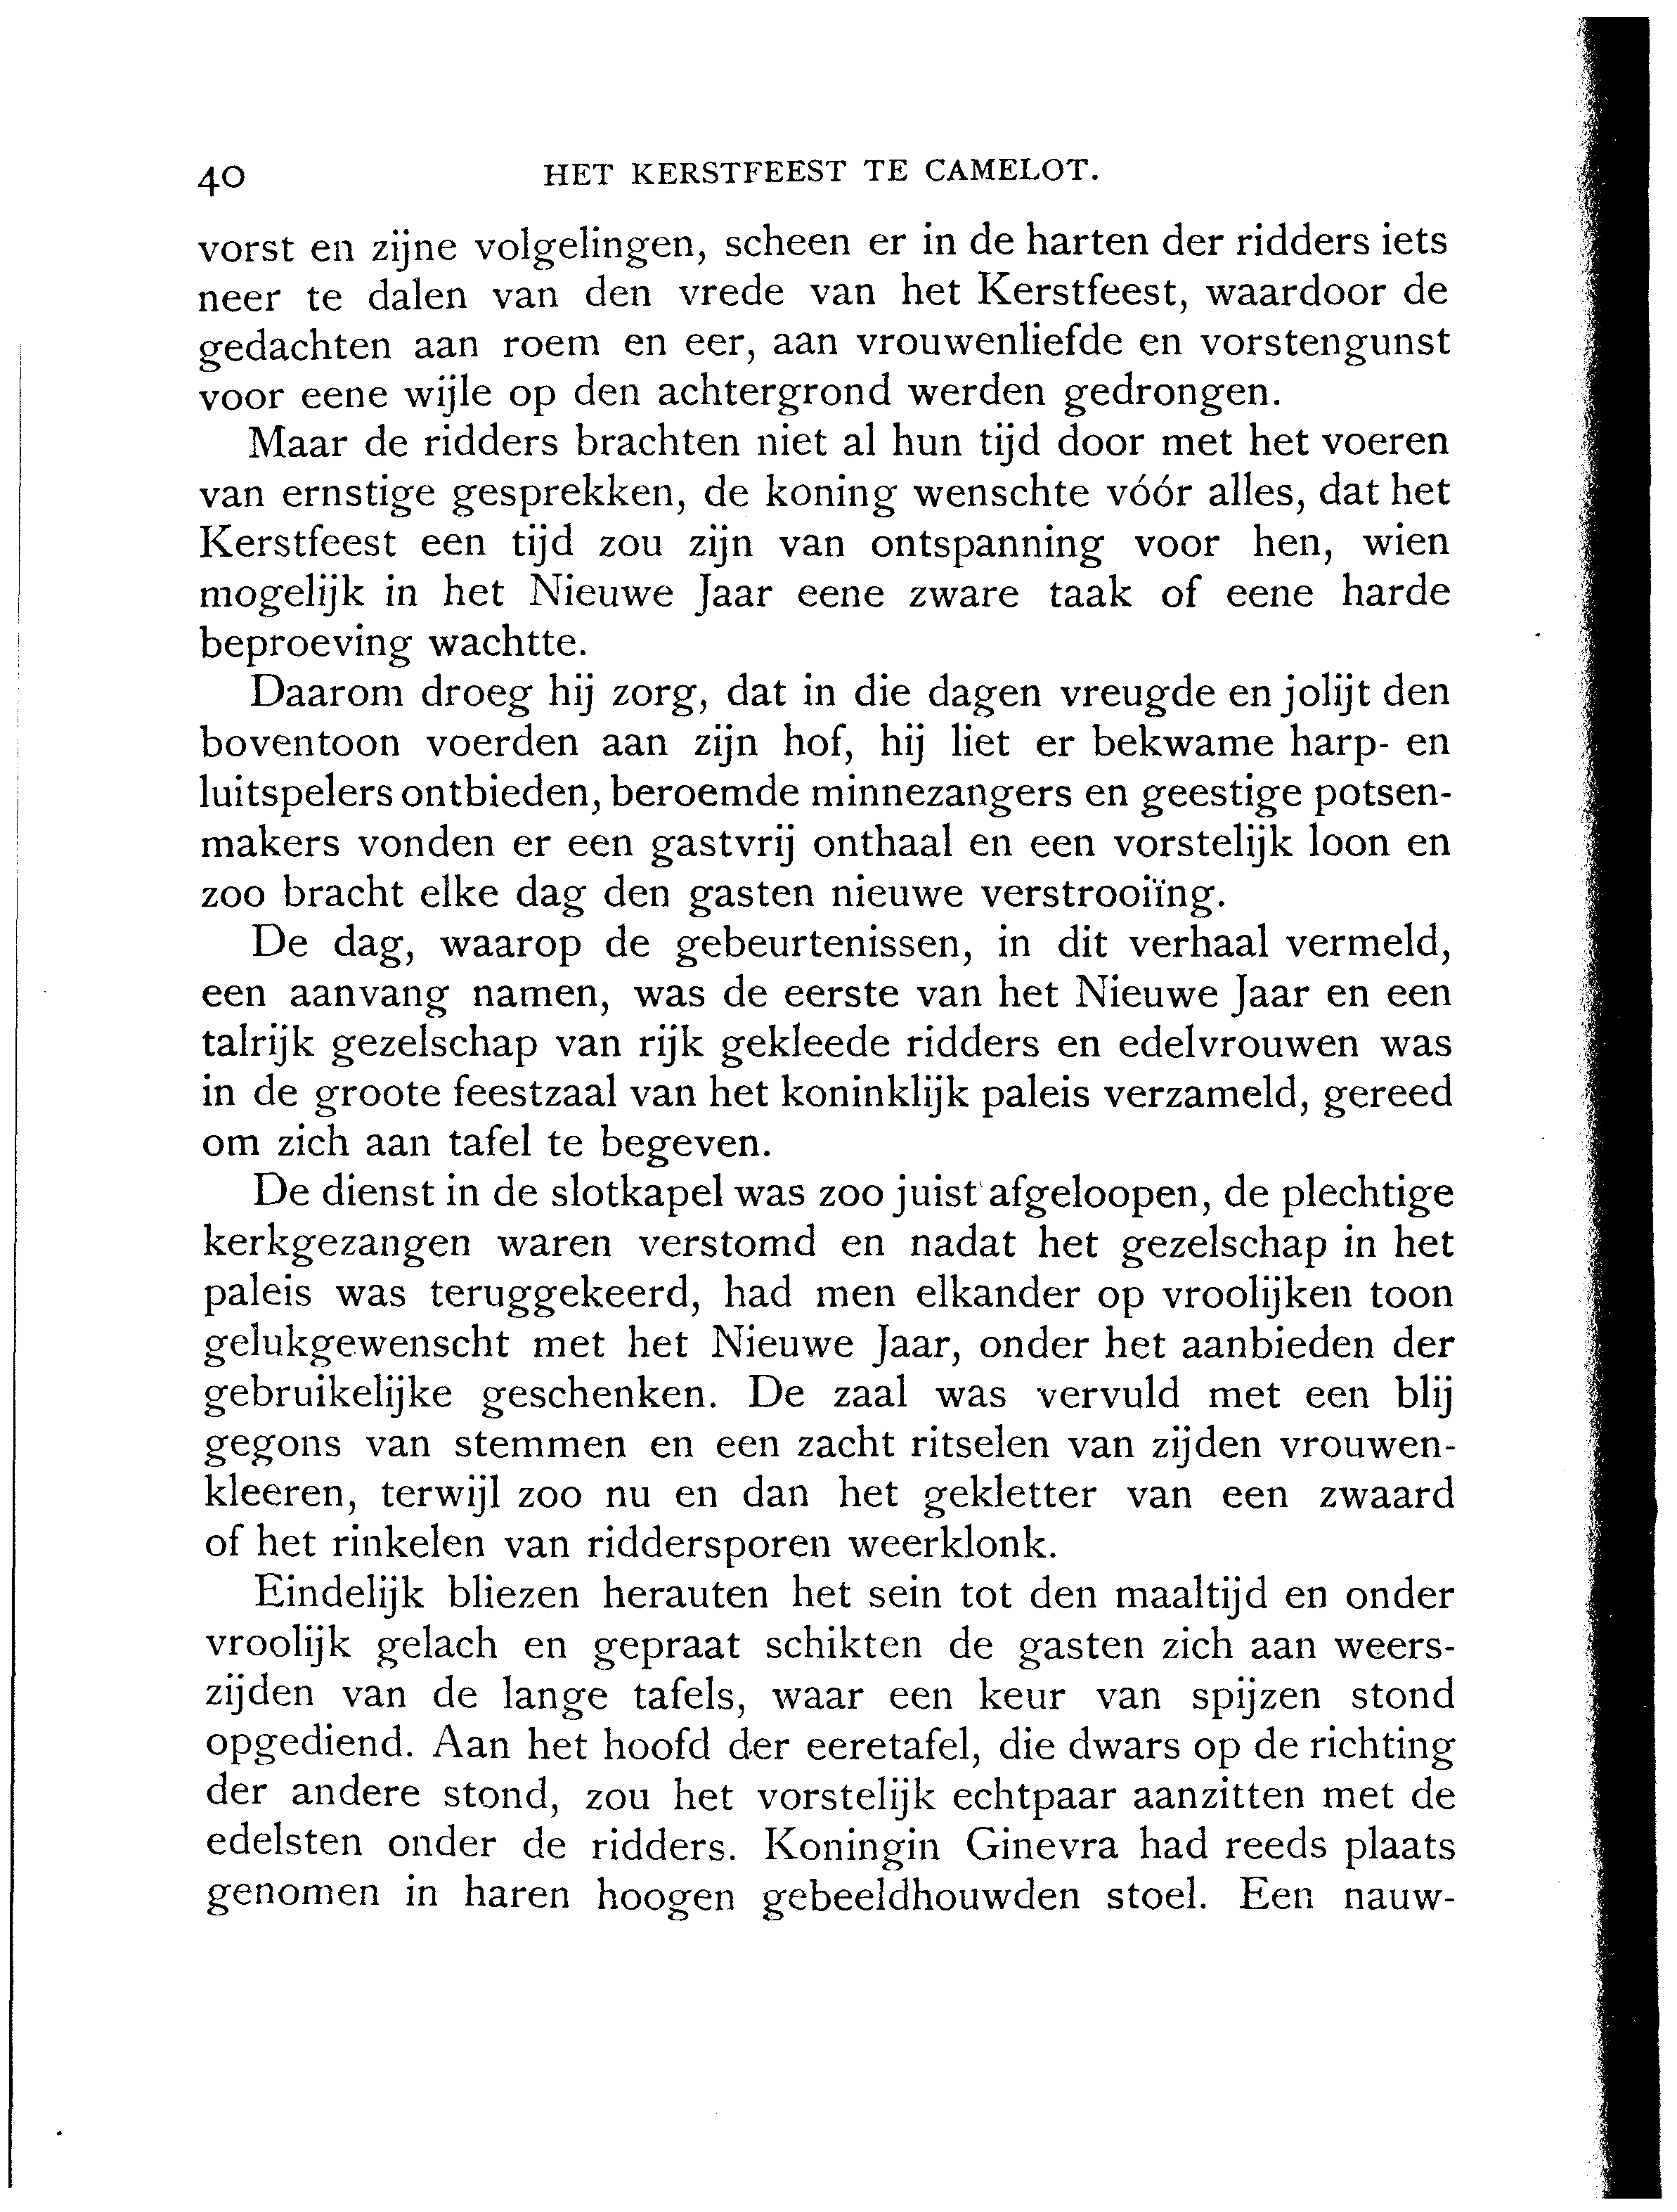 40 HET KERSTFEEST TE CAMELOT.
vorst en zijne volgelingen, scheen er in de harten der ridders iets
neer te dalen van den vrede van het Kerstfeest, waardoor de
gedachten aan roem en eer, aan vrouwenliefde en vorstengunst
voor eene wijle op den achtergrond werden gedrongen.
Maar de ridders brachten niet al hun tijd door met het voeren
van ernstige gesprekken, de koning wenschte vóór alles, dat het
Kerstfeest een tijd zou zijn van ontspanning voor hen, wien
mogelijk in het Nieuwe Jaar eene zware taak of eene harde
beproeving wachtte.
Daarom droeg hij zorg, dat in die dagen vreugde en jolijt den
boventoon voerden aan zijn hof, hij liet er bekwame harp- en
luitspelers ontbieden, beroemde minnezangers en geestige potsen-
makers vonden er een gastvrij onthaal en een vorstelijk loon en
zoo bracht elke dag den gasten nieuwe verstrooiïng.
De dag, waarop de gebeurtenissen, in dit verhaal vermeld,
een aanvang namen, was de eerste van het Nieuwe Jaar en een
talrijk gezelschap van rijk gekleede ridders en edelvrouwen was
in de groote feestzaal van het koninklijk paleis verzameld, gereed
om zich aan tafel te begeven.
De dienst in de slotkapel was zoo juist afgeloopen, de plechtige
kerkgezangen waren verstomd en nadat het gezelschap in het
paleis was teruggekeerd, had men elkander op vroolijken toon
gelukgewenscht met het Nieuwe Jaar, onder het aanbieden der
gebruikelijke geschenken. De zaal was vervuld met een blij
gegons van stemmen en een zacht ritselen van zijden vrouwen-
kleeren, terwijl zoo nu en dan het gekletter van een zwaard
of het rinkelen van riddersporen weerklonk.
Eindelijk bliezen herauten het sein tot den maaltijd en onder
vroolijk gelach en gepraat schikten de gasten zich aan weers-
zijden van de lange tafels, waar een keur van spijzen stond
opgediend. Aan het hoofd der eeretafel, die dwars op de richting
der andere stond, zou het vorstelijk echtpaar aanzitten met de
edelsten onder de ridders. Koningin Ginevra had reeds plaats
genomen in haren hoogen gebeeldhouwden stoel. Een nauw-